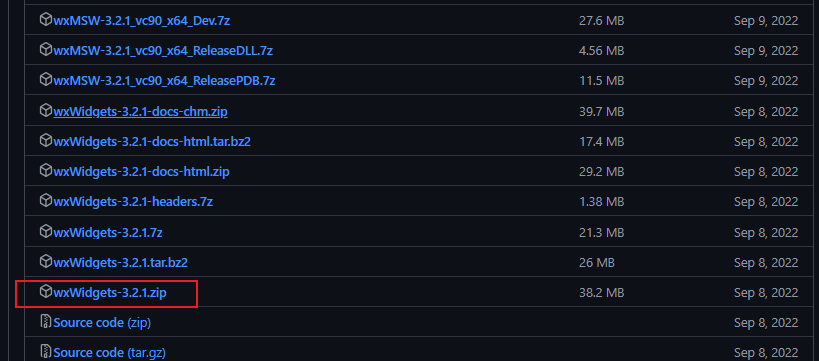 wxMSW-3.2.1_vc90_x64_Dev.7z 27.6 MB Sep 9, 2022
wxMSW-3.2.1_vc90_x64_ReleaseDLL.7z 4.56 MB Sep 9, 2022
wxMSW-3.2.1_vc90_x64_ReleasePDB.7z 11.5 MB Sep 9, 2022
wxWidgets-3.2.1-docs-chm.zip 39.7 MB Sep 8, 2022
wxWidgets-3.2.1-docs-html.tar.bz2 17.4 MB Sep 8, 2022
wxWidgets-3.2.1-docs-html.zip 29.2 MB Sep 8, 2022
wxWidgets-3.2.1-headers.7z 1.38 MB Sep 8, 2022
wxWidgets-3.2.1.7z 21.3 MB Sep 8, 2022
wxWidgets-3.2.1.tar.bz2 26 MB Sep 8, 2022
wxWidgets-3.2.1.zip 38.2 MB Sep 8, 2022
Source code (zip) Sep 8, 2022
Source code (tar.gz) Sep 8, 2022